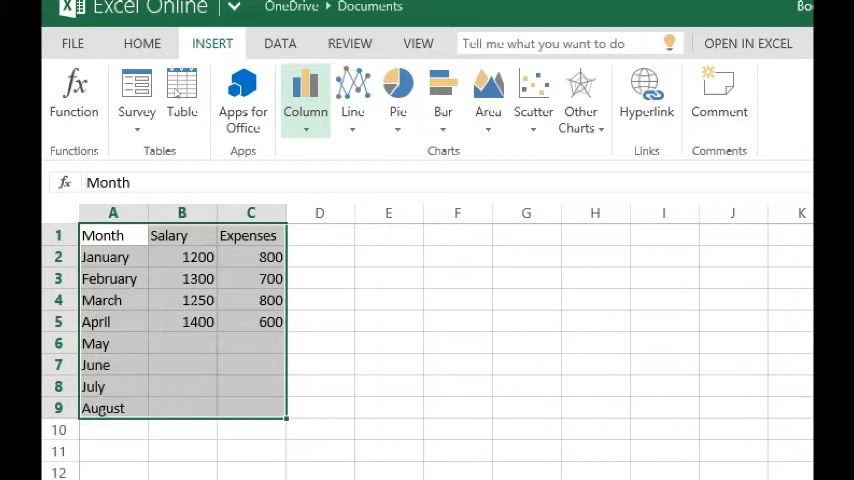 Excel Online OneDrive Documents
FILE HOME INSERT DATA REVIEW VIEW Tell me what you want to do OPEN IN EXCEL
fx
Function Survey Table Apps for Office Column Line Pie Bar Area Scatter Other Charts Hyperlink Comment
Functions Tables Apps Charts Links Comments
fx Month
A B C D E F G H I J K
1 Month Salary Expenses
2 January 1200 800
3 February 1300 700
4 March 1250 800
5 April 1400 600
6 May
7 June
8 July
9 August
10
11
12